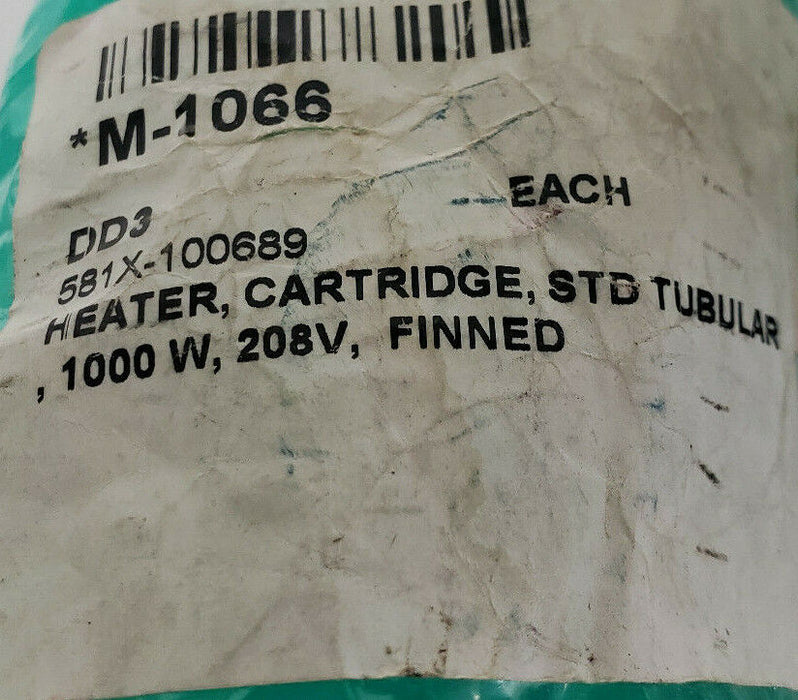 *M-1066
EACH
DD3
581X-100689
HEATER, CARTRIDGE, STD TUBULAR
, 1000 W, 208V, FINNED